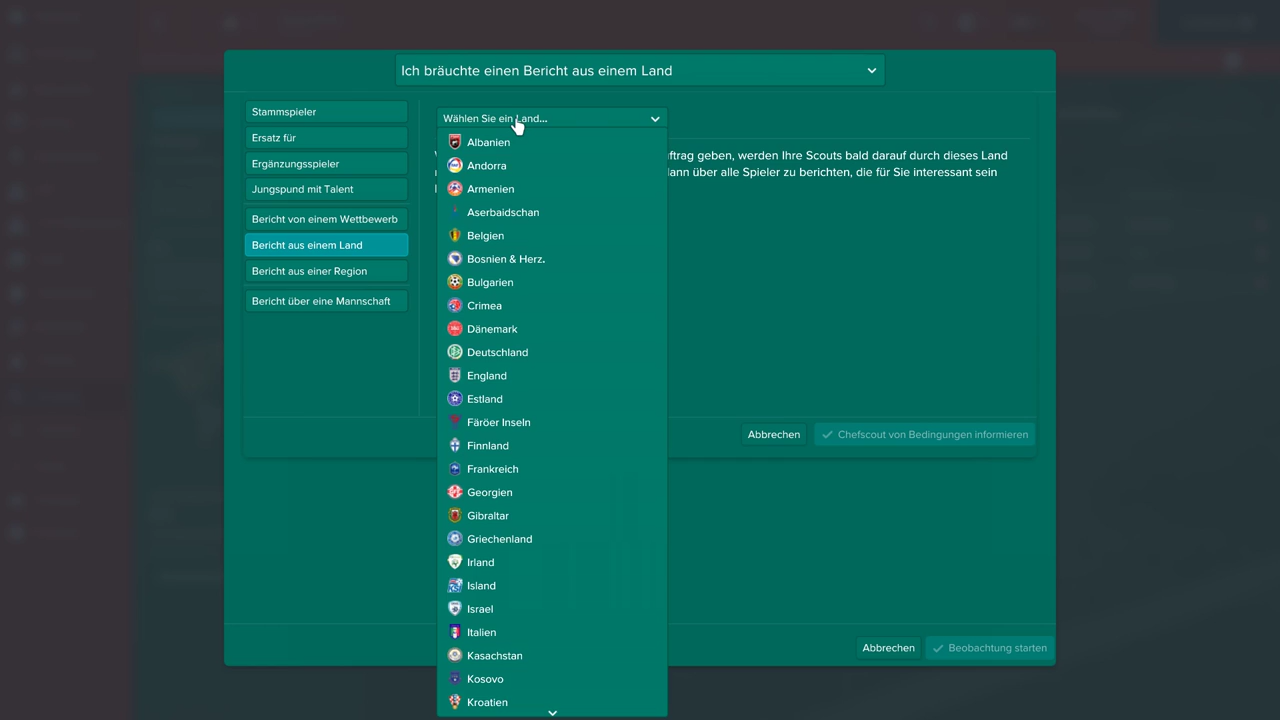 Ich bräuchte einen Bericht aus einem Land
Stammspieler
Ersatz für
Ergänzungsspieler
Jungspund mit Talent
Bericht von einem Wettbewerb
Bericht aus einem Land
Bericht aus einer Region
Bericht über eine Mannschaft
Wählen Sie ein Land...
Albanien
Andorra
Armenien
Aserbaidschan
Belgien
Bosnien & Herz.
Bulgarien
Crimea
Dänemark
Deutschland
England
Estland
Färöer Inseln
Finnland
Frankreich
Georgien
Gibraltar
Griechenland
Irland
Island
Israel
Italien
Kasachstan
Kosovo
Kroatien
geben, werden Ihre Scouts bald darauf durch dieses Land
über alle Spieler zu berichten, die für Sie interessant sein
Abbrechen
Chefscout von Bedingungen informieren
Abbrechen
Beobachtung starten